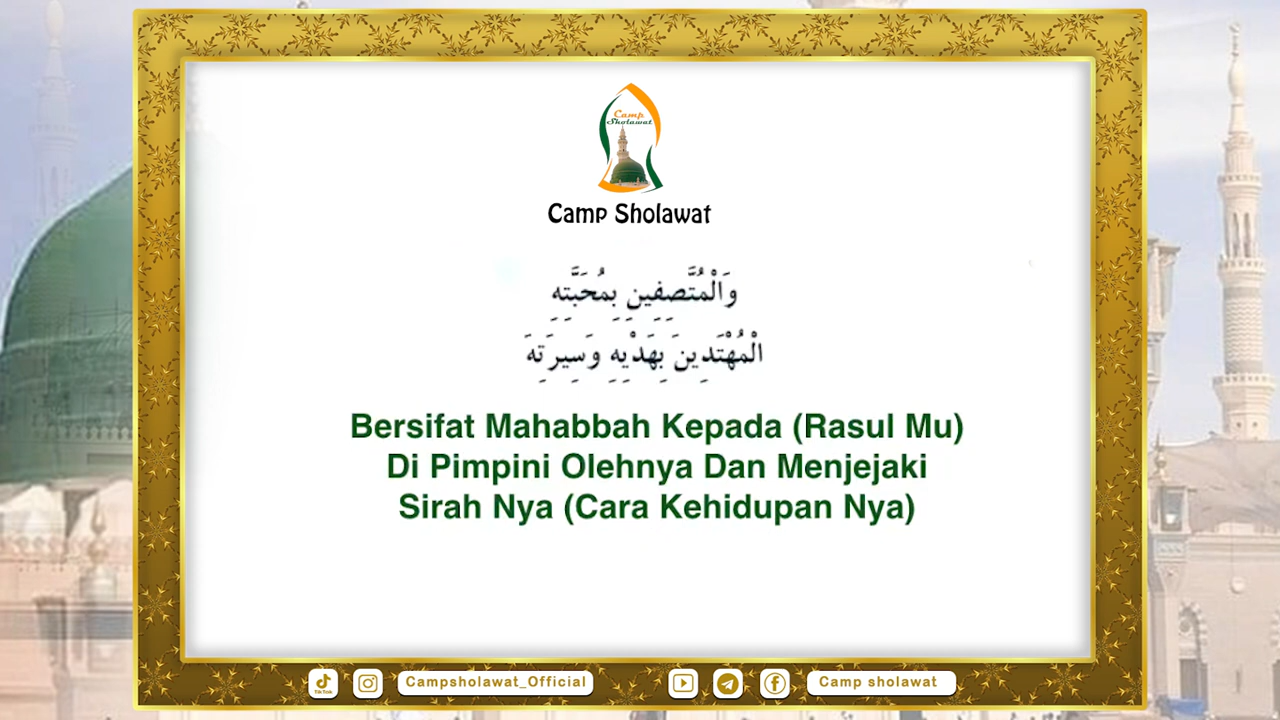 Camp
Sholawat
Camp Sholawat
وَالْمُتَّصِفِينَ بِمُحَبَّتِهِ
الْمُهْتَدِينَ بِهَدْيِهِ وَسِيرَتِهَ
Bersifat Mahabbah Kepada (Rasul Mu)
Di Pimpini Olehnya Dan Menjejaki
Sirah Nya (Cara Kehidupan Nya)
TikTok
Campsholawat_Official
Camp sholawat